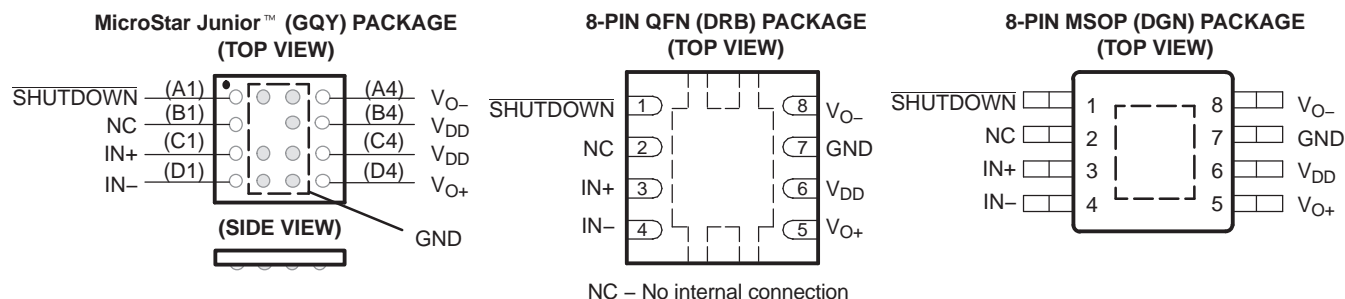 MicroStar Junior™ (GQY) PACKAGE
(TOP VIEW)
SHUTDOWN (A1) (A4) VO–
NC (B1) (B4) VDD
IN+ (C1) (C4) VDD
IN– (D1) (D4) VO+
(SIDE VIEW)
GND
8-PIN QFN (DRB) PACKAGE
(TOP VIEW)
SHUTDOWN 1 8 VO–
NC 2 7 GND
IN+ 3 6 VDD
IN– 4 5 VO+
NC – No internal connection
8-PIN MSOP (DGN) PACKAGE
(TOP VIEW)
SHUTDOWN 1 8 VO–
NC 2 7 GND
IN+ 3 6 VDD
IN– 4 5 VO+